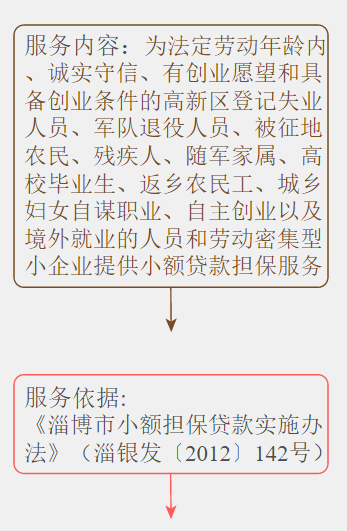 服务内容：为法定劳动年龄内
、诚实守信、有创业愿望和具
备创业条件的高新区登记失业
人员、军队退役人员、被征地
农民、残疾人、随军家属、高
校毕业生、返乡农民工、城乡
妇女自谋职业、自主创业以及
境外就业的人员和劳动密集型
小企业提供小额贷款担保服务
服务依据:
《淄博市小额担保贷款实施办
法》（淄银发〔2012〕142号）